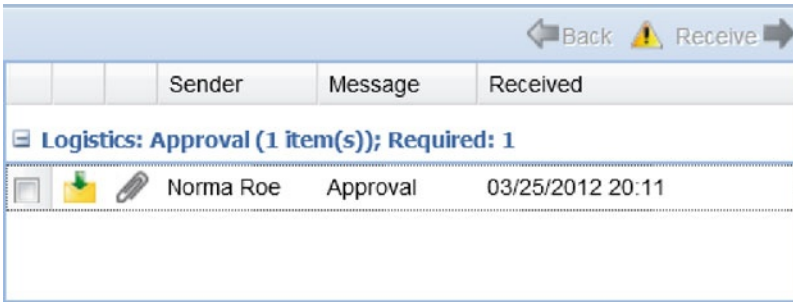 Back Receive
Sender Message Received
Logistics: Approval (1 item(s)); Required: 1
Norma Roe Approval 03/25/2012 20:11